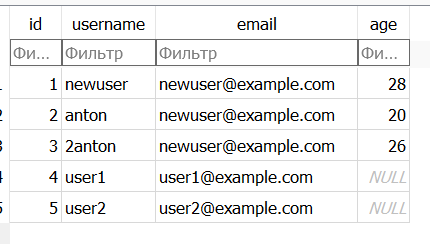 id username email age
Фи... Фильтр Фильтр Фи...
1 1 newuser newuser@example.com 28
2 2 anton newuser@example.com 20
3 3 2anton newuser@example.com 26
4 4 user1 user1@example.com NULL
5 5 user2 user2@example.com NULL